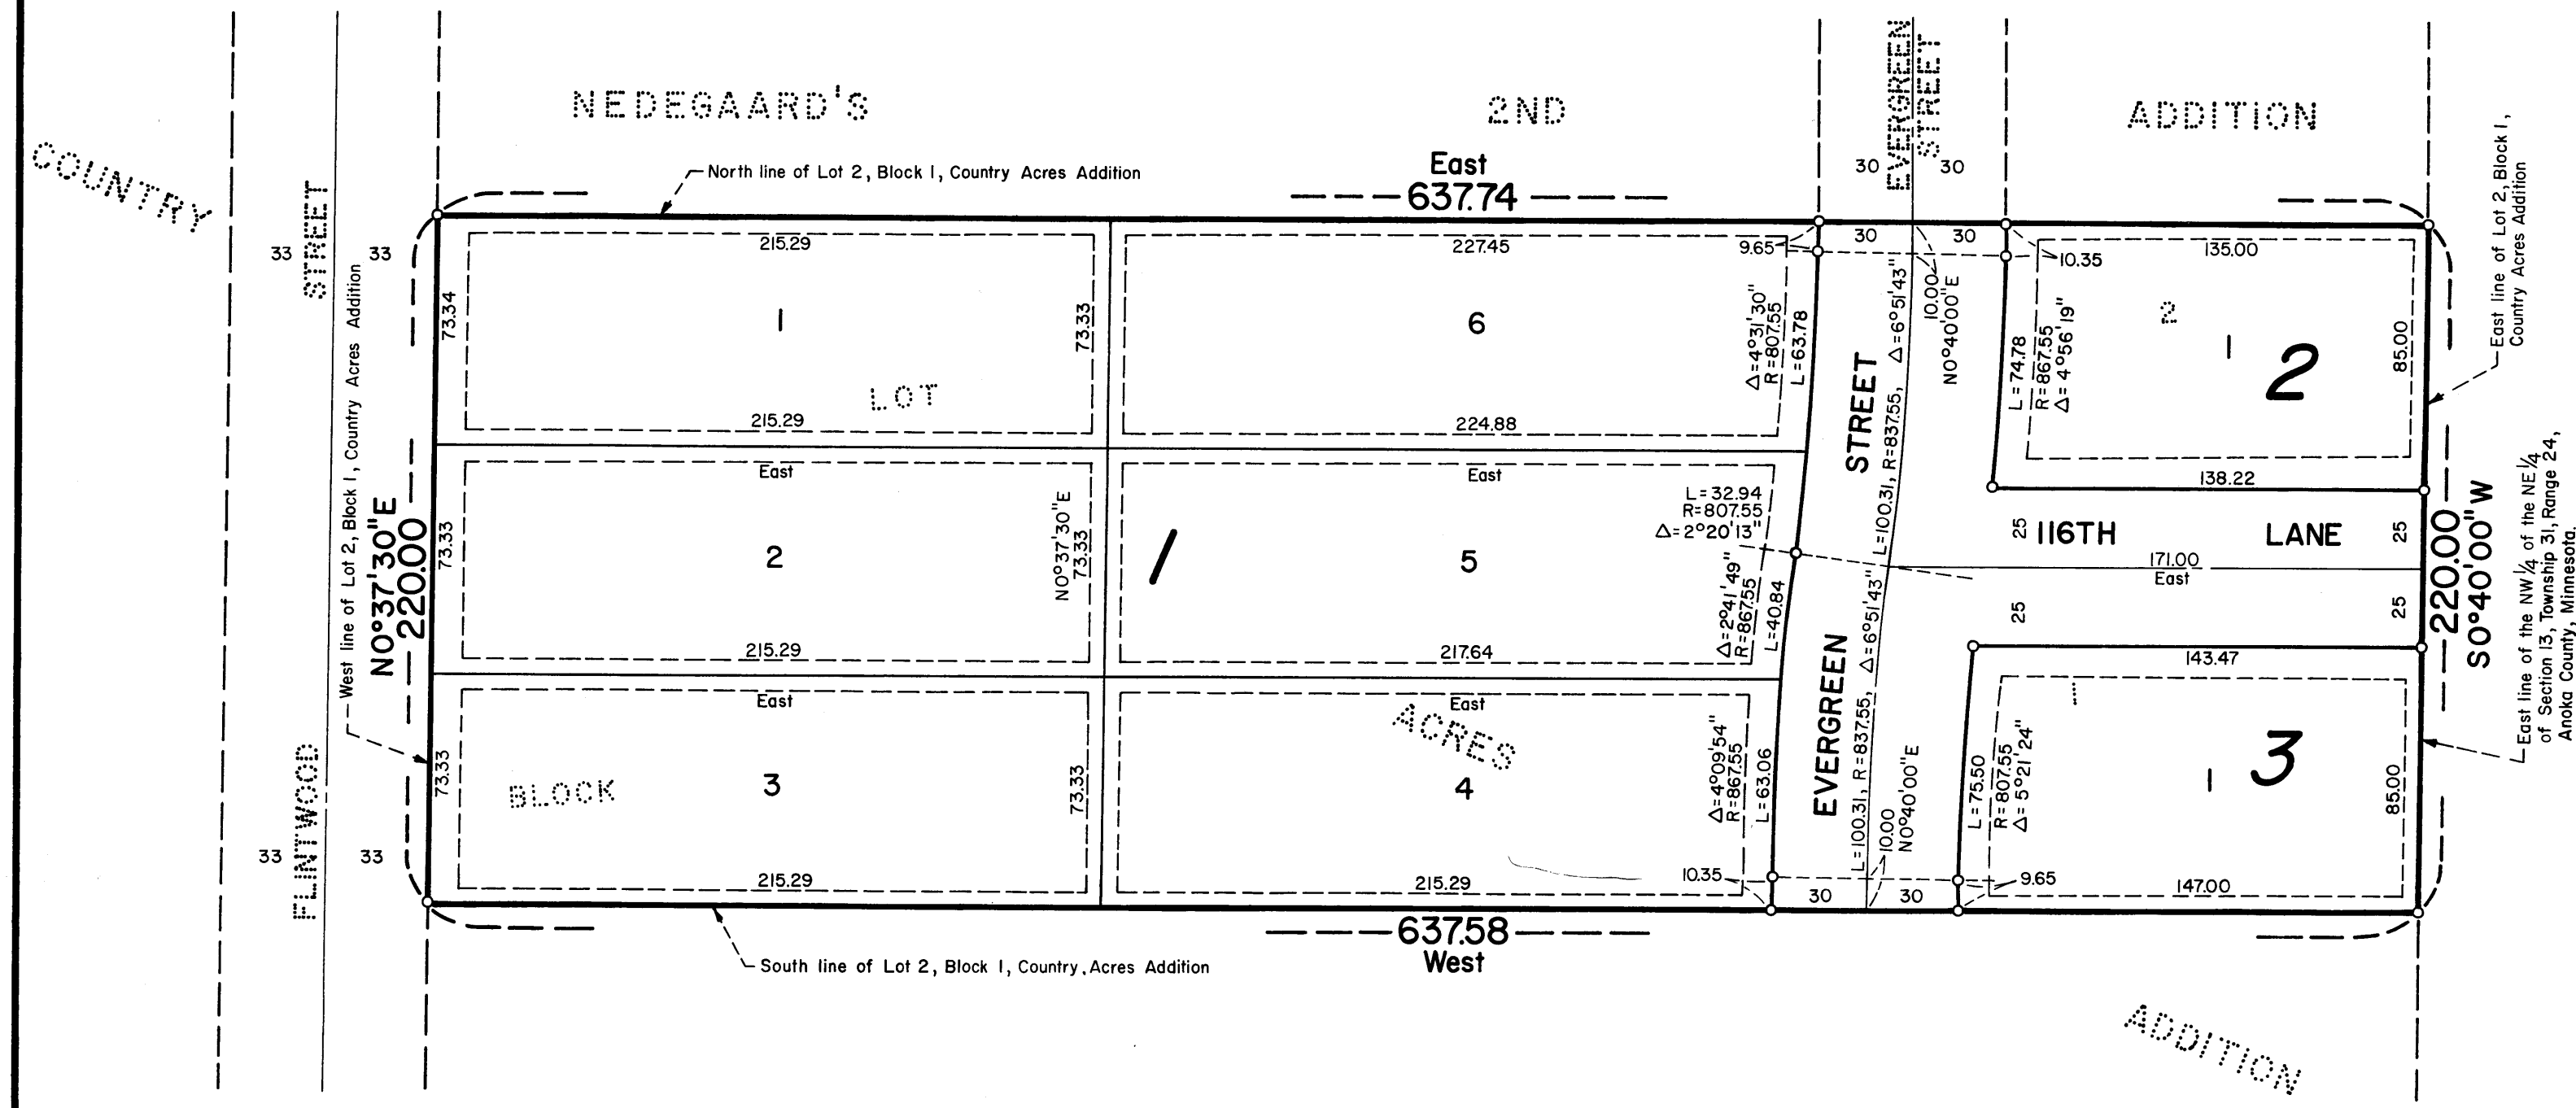 NEDEGAARD'S 2ND ADDITION
EVERGREEN
STREET
30 30
COUNTRY
North line of Lot 2, Block 1, Country Acres Addition
East
637.74
33 33
STREET
West line of Lot 2, Block 1, Country Acres Addition
N0°37'30"E
220.00
215.29
73.34
1
73.33
LOT
215.29
227.45
6
9.65
Δ=4°31'30"
R=807.55
L=63.78
224.88
30 30
10.00
N0°40'00"E
10.35
135.00
L=74.78
R=867.55
Δ=4°56'19"
2
1
2
85.00
138.22
East line of Lot 2, Block 1,
Country Acres Addition
East
73.33
2
N0°37'30"E
73.33
215.29
1
East
5
L=32.94
R=807.55
Δ=2°20'13"
Δ=2°41'49"
R=867.55
L=40.84
217.64
EVERGREEN STREET
L=100.31, R=837.55, Δ=6°51'43"
L=100.31, R=837.55, Δ=6°51'43"
25 116TH LANE 25
171.00
East
25 25
220.00
S0°40'00"W
East line of the NW 1/4 of the NE 1/4
of Section 13, Township 31, Range 24,
Anoka County, Minnesota.
East
73.33
3
BLOCK
73.33
215.29
East
ACRES
4
Δ=4°09'54"
R=867.55
L=63.06
215.29
10.35
30 30
10.00
N0°40'00"E
143.47
1
L=75.50
R=807.55
Δ=5°21'24"
1
3
85.00
9.65
147.00
33 33
FLINTWOOD
637.58
West
South line of Lot 2, Block 1, Country Acres Addition
ADDITION